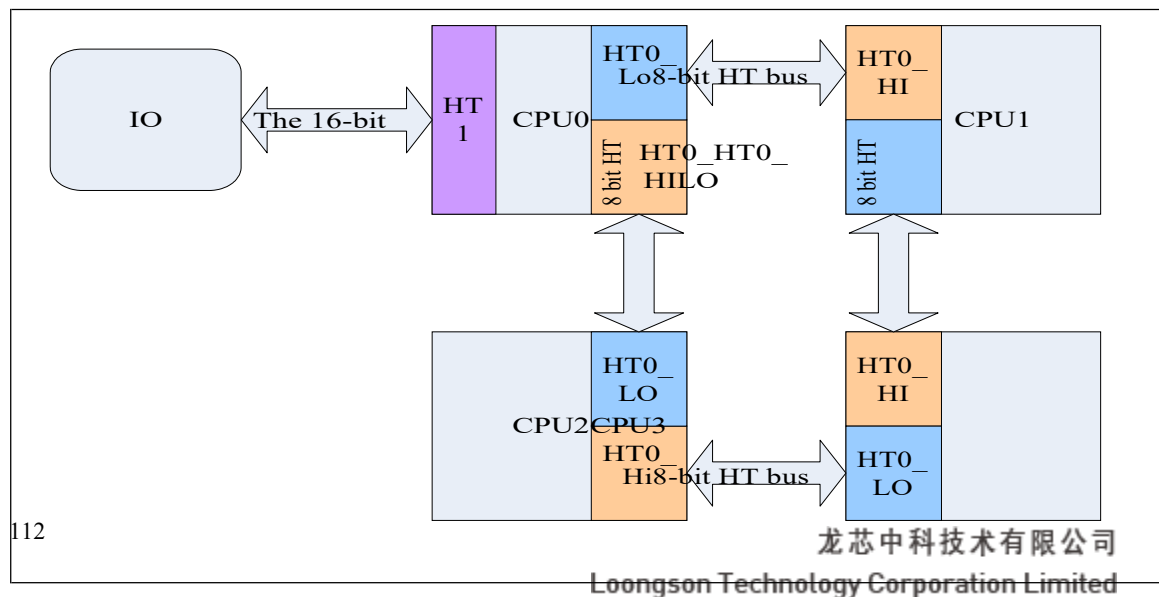 HT0_
Lo8-bit HT bus
HT0_
HI
IO
The 16-bit
HT
1
CPU0
CPU1
8 bit HT
HT0_HT0_
HILO
8 bit HT
HT0_
LO
HT0_
HI
CPU2CPU3
HT0_
Hi8-bit HT bus
HT0_
LO
112
龙芯中科技术有限公司
Loongson Technology Corporation Limited